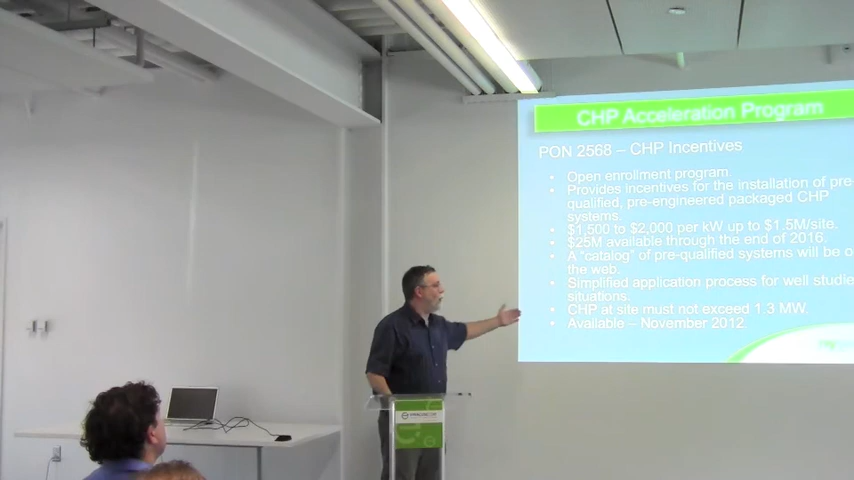 CHP Acceleration Program
PON 2568 – CHP Incentives
• Open enrollment program.
• Provides incentives for the installation of pre-
qualified, pre-engineered packaged CHP
systems.
• $1,500 to $2,000 per kW up to $1.5M/site.
• $25M available through the end of 2016.
• A "catalog" of pre-qualified systems will be o
the web.
• Simplified application process for well studie
situations.
• CHP at site must not exceed 1.3 MW.
• Available – November 2012.